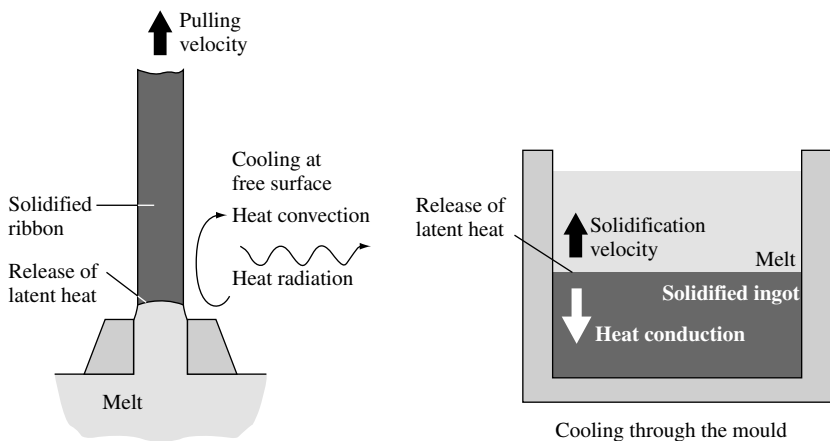 Pulling
velocity
Cooling at
free surface
Heat convection
Heat radiation
Solidified
ribbon
Release of
latent heat
Melt
Release of
latent heat
Solidification
velocity
Melt
Solidified ingot
Heat conduction
Cooling through the mould